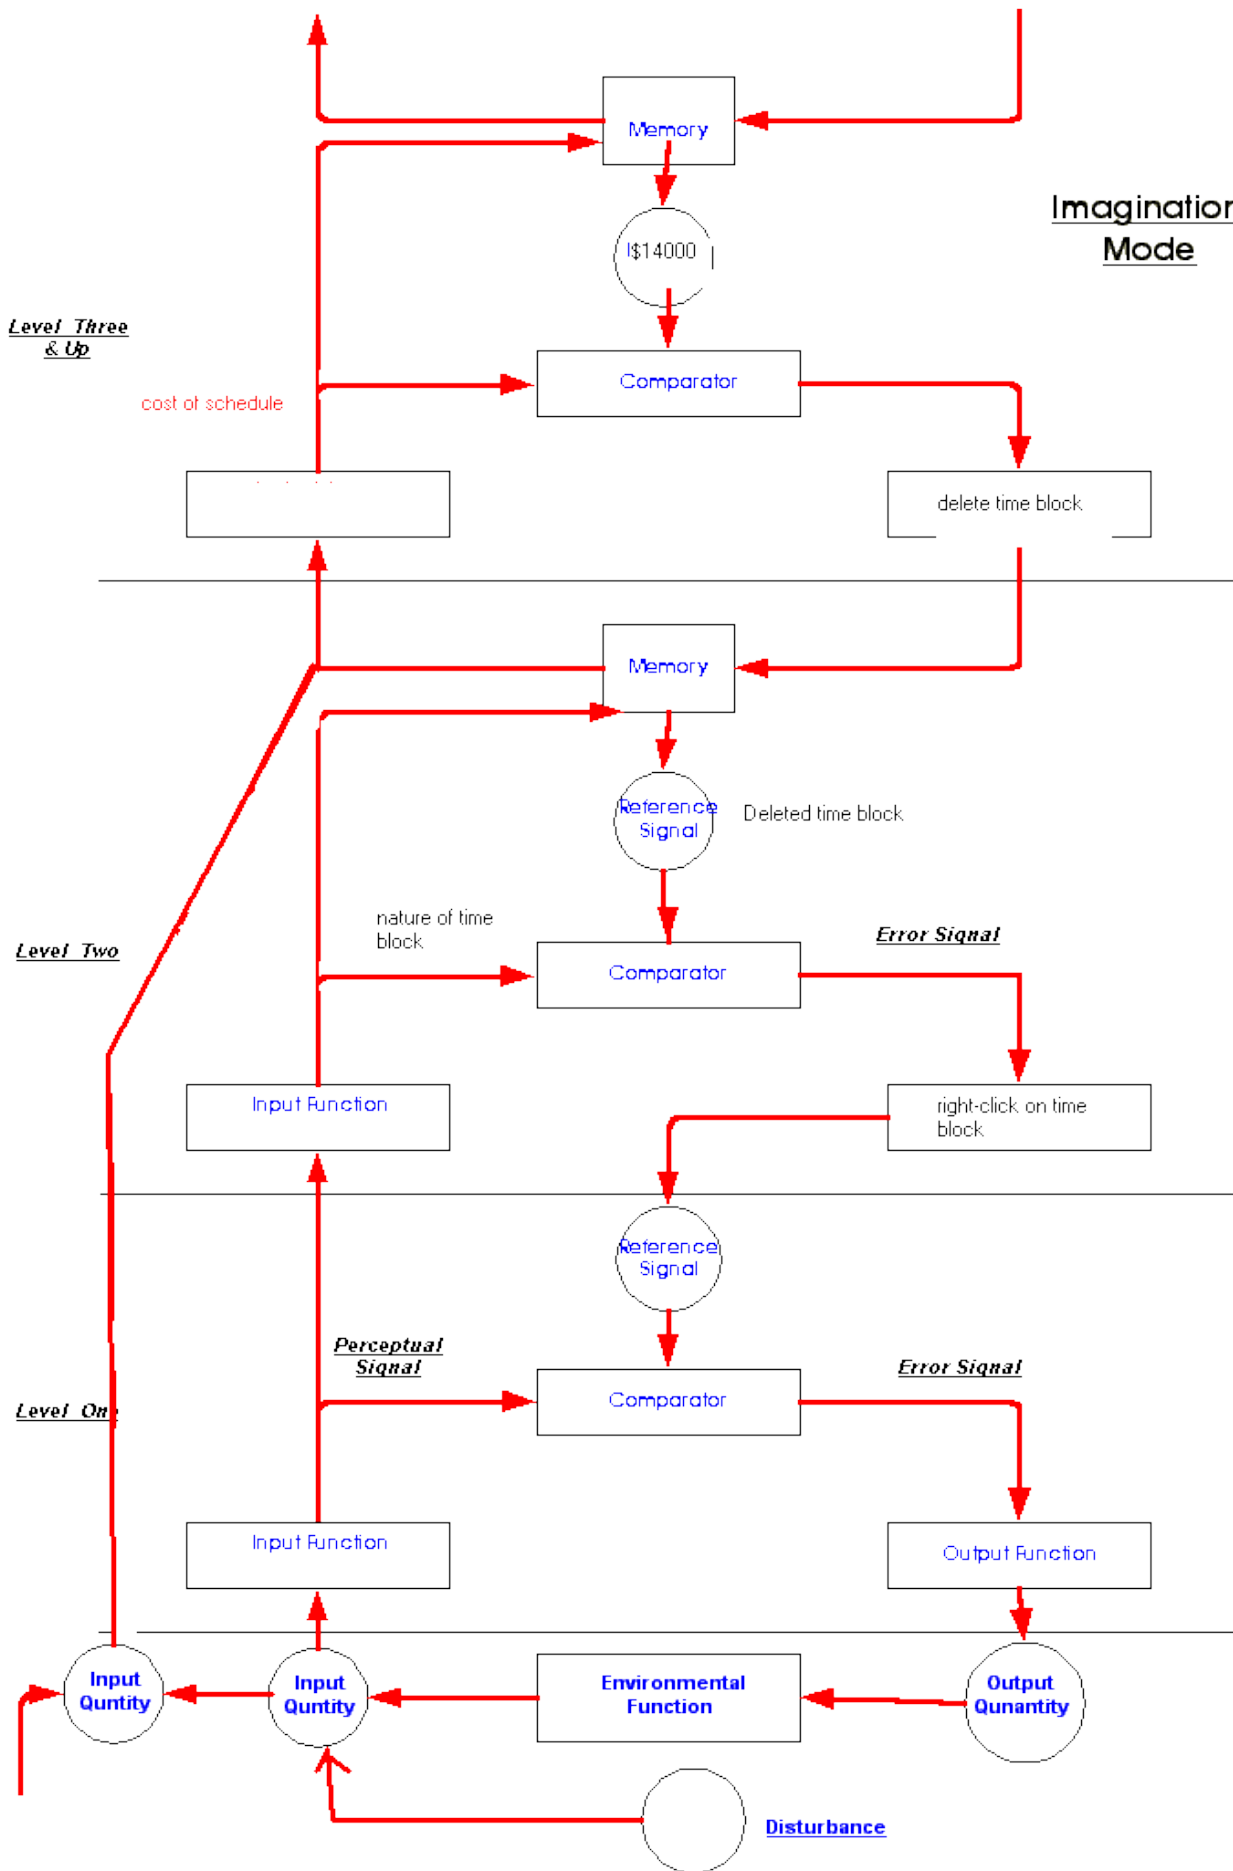 Memory
Imagination
Mode
I$14000
Level Three
& Up
Comparator
cost of schedule
delete time block
Memory
Reference
Signal
Deleted time block
nature of time
block
Error Signal
Level Two
Comparator
Input Function
right-click on time
block
Reference
Signal
Perceptual
Signal
Error Signal
Comparator
Level One
Input Function
Output Function
Input
Quntity
Input
Quntity
Environmental
Function
Output
Qunantity
Disturbance